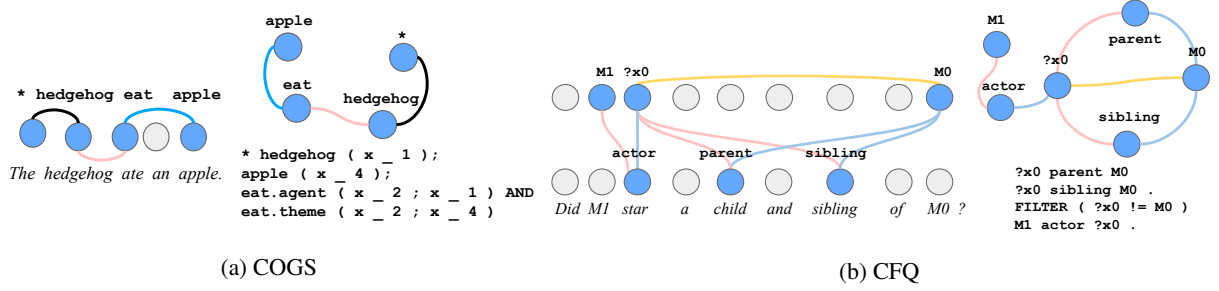 * hedgehog eat apple
The hedgehog ate an apple.
apple
*
eat
hedgehog
* hedgehog ( x _ 1 );
apple ( x _ 4 );
eat.agent ( x _ 2 ; x _ 1 ) AND
eat.theme ( x _ 2 ; x _ 4 )
(a) COGS
M1 ?x0 M0
actor parent sibling
Did M1 star a child and sibling of M0 ?
M1
parent
?x0
M0
actor
sibling
?x0 parent M0
?x0 sibling M0 .
FILTER ( ?x0 != M0 )
M1 actor ?x0 .
(b) CFQ